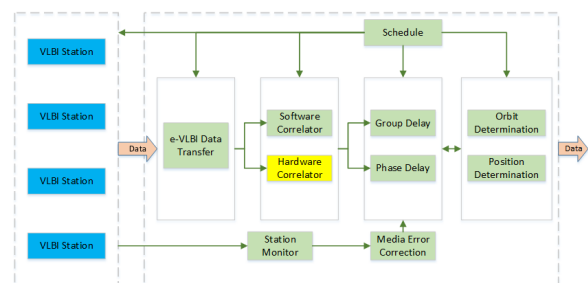 Schedule
VLBI Station
VLBI Station
VLBI Station
VLBI Station
Data
e-VLBI Data
Transfer
Software
Correlator
Hardware
Correlator
Group Delay
Phase Delay
Orbit
Determination
Position
Determination
Data
Station
Monitor
Media Error
Correction